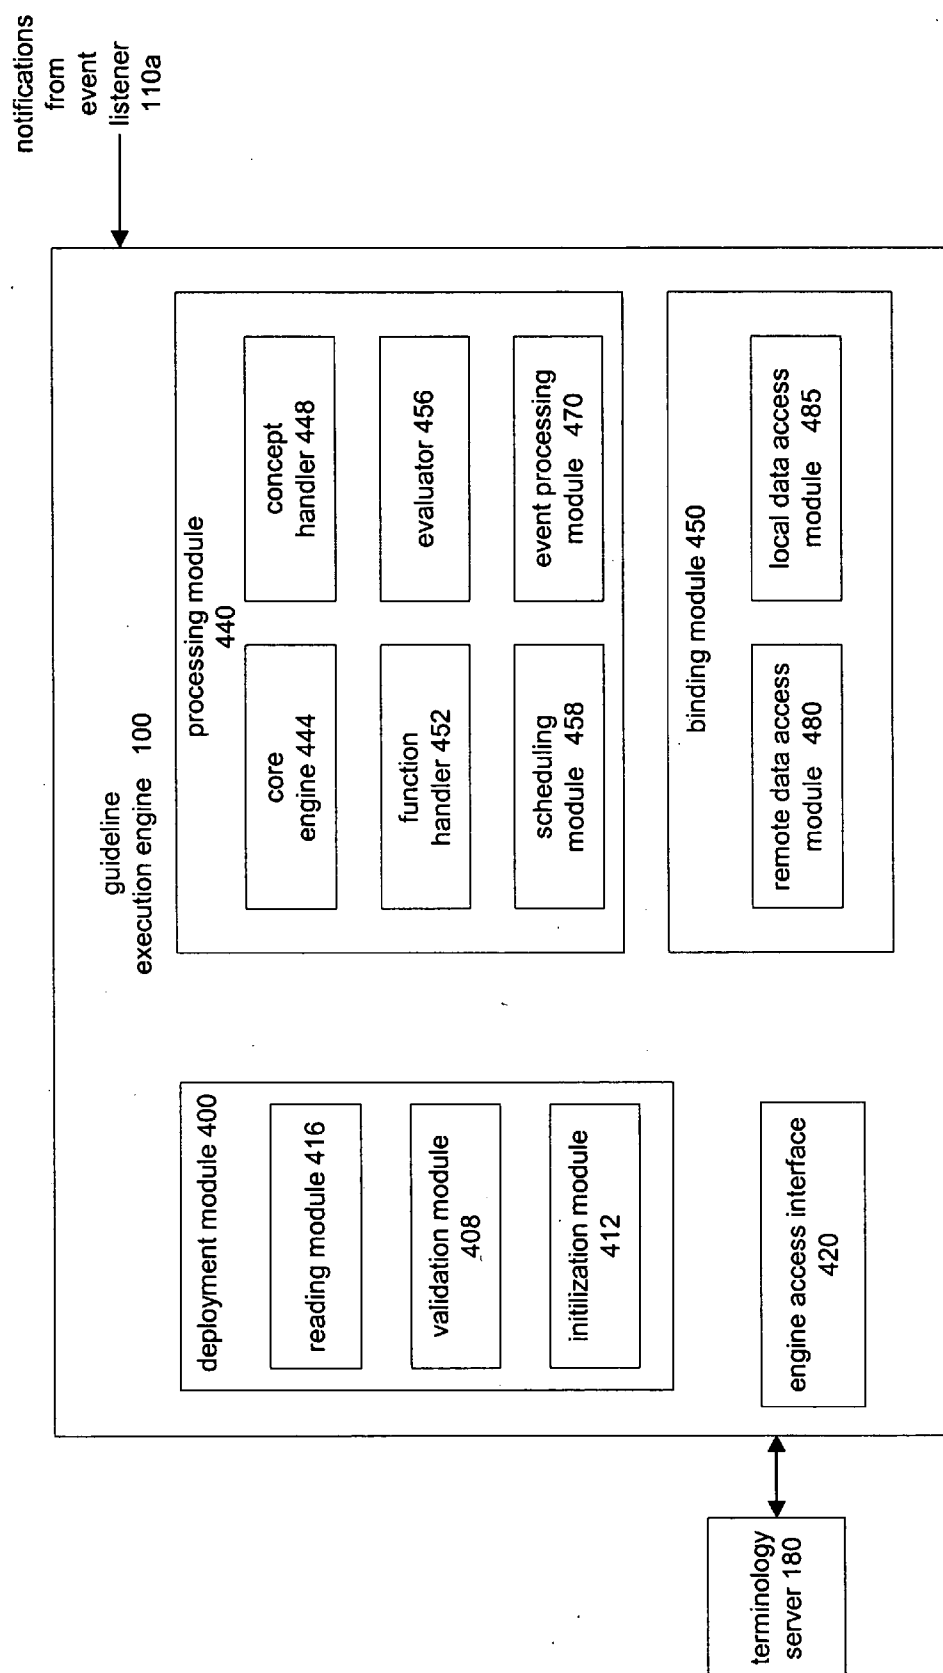 notifications
from
event
listener
110a
guideline
execution engine 100
processing module
440
core
engine 444
concept
handler 448
function
handler 452
evaluator 456
scheduling
module 458
event processing
module 470
binding module 450
remote data access
module 480
local data access
module 485
deployment module 400
reading module 416
validation module
408
initilization module
412
engine access interface
420
terminology
server 180